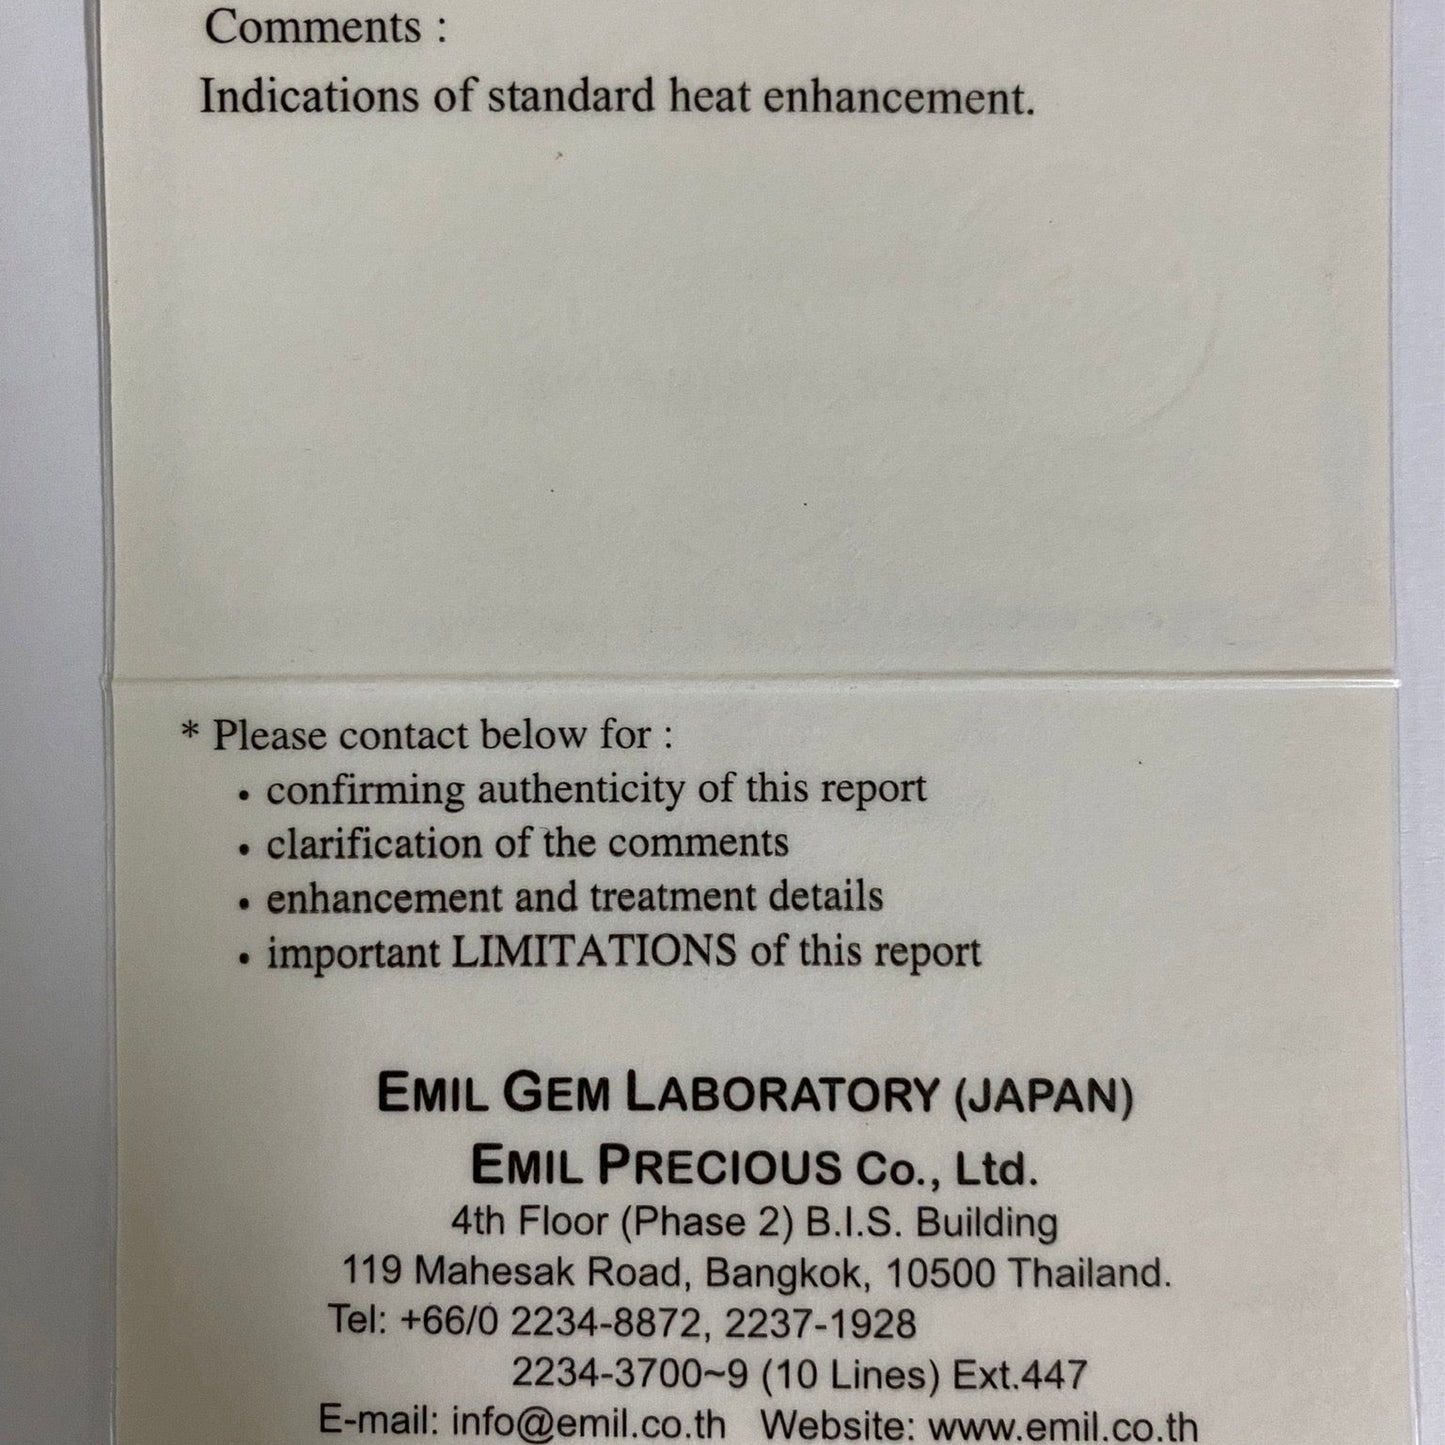 Comments :
Indications of standard heat enhancement.
* Please contact below for :
• confirming authenticity of this report
• clarification of the comments
• enhancement and treatment details
• important LIMITATIONS of this report
EMIL GEM LABORATORY (JAPAN)
EMIL PRECIOUS Co., Ltd.
4th Floor (Phase 2) B.I.S. Building
119 Mahesak Road, Bangkok, 10500 Thailand.
Tel: +66/0 2234-8872, 2237-1928
2234-3700~9 (10 Lines) Ext.447
E-mail: info@emil.co.th Website: www.emil.co.th